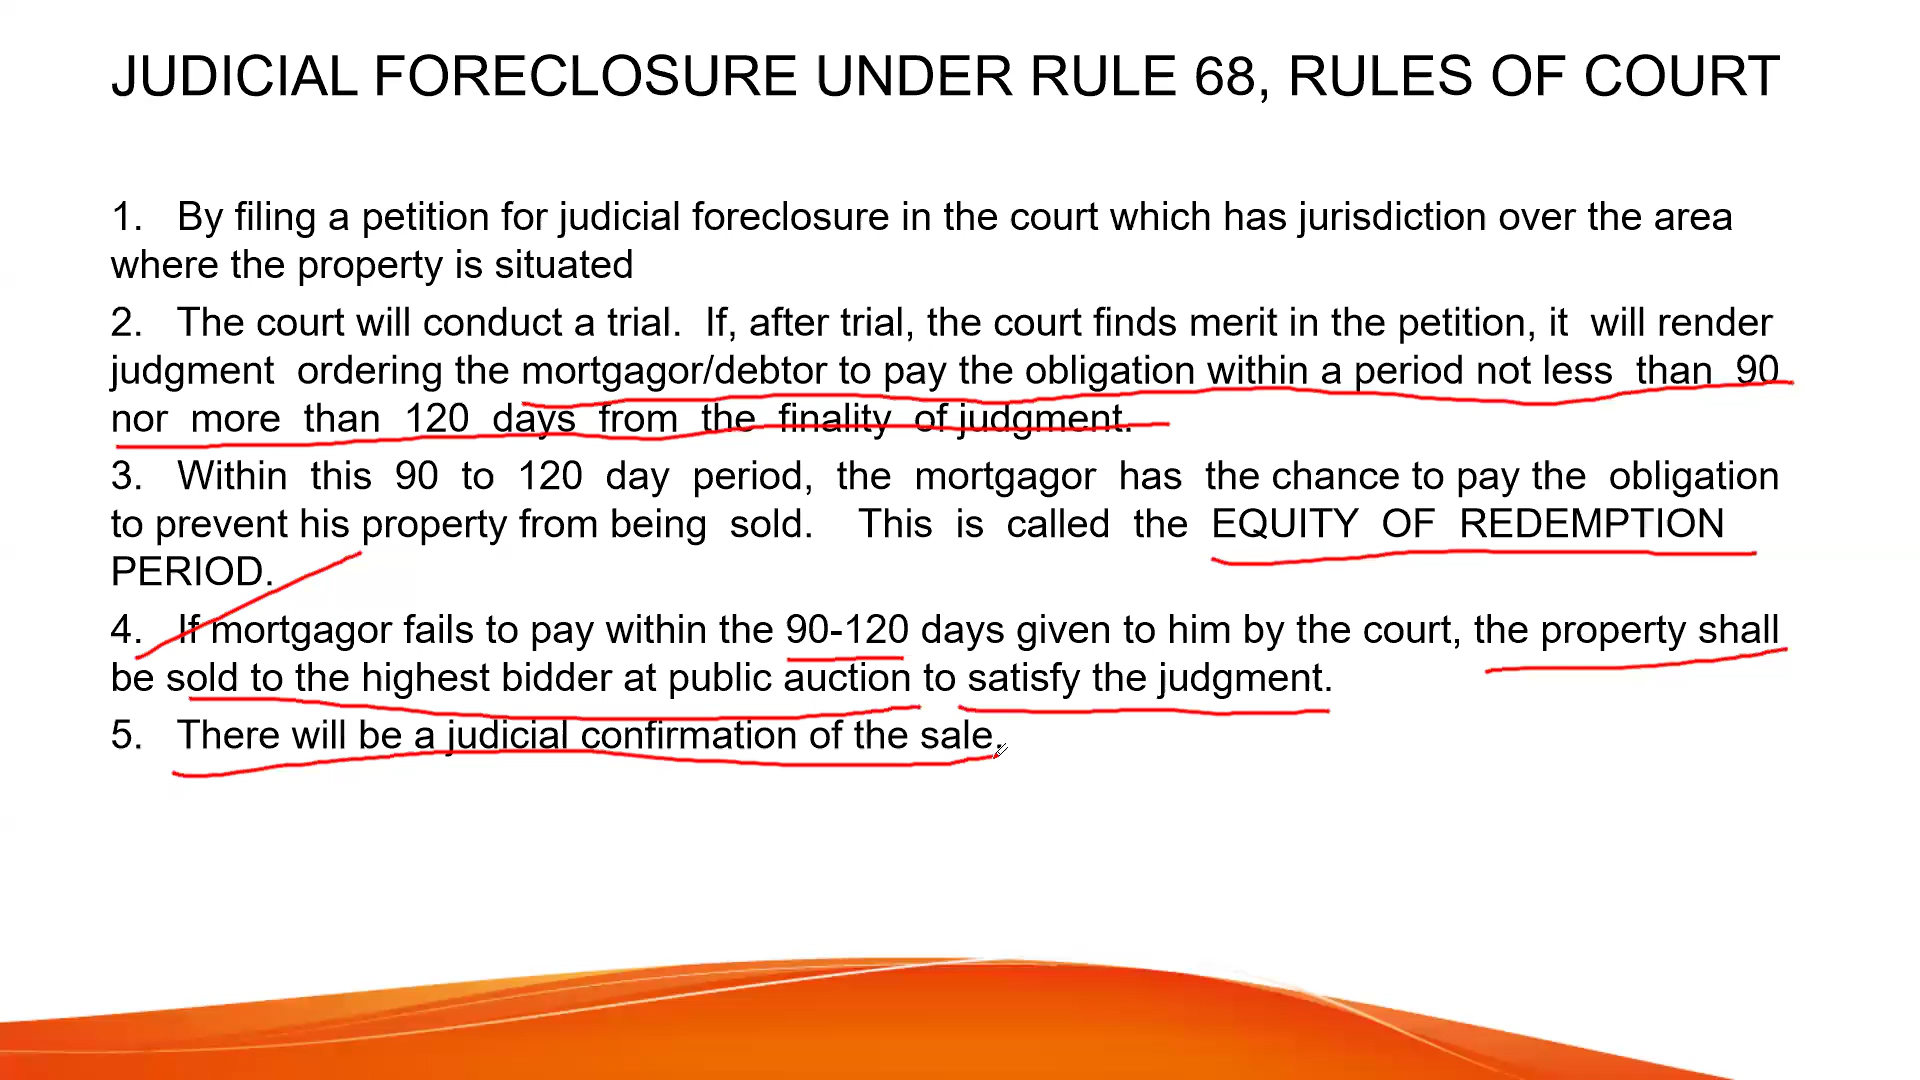 JUDICIAL FORECLOSURE UNDER RULE 68, RULES OF COURT
1. By filing a petition for judicial foreclosure in the court which has jurisdiction over the area
where the property is situated
2. The court will conduct a trial. If, after trial, the court finds merit in the petition, it will render
judgment ordering the mortgagor/debtor to pay the obligation within a period not less than 90
nor more than 120 days from the finality of judgment.
3. Within this 90 to 120 day period, the mortgagor has the chance to pay the obligation
to prevent his property from being sold. This is called the EQUITY OF REDEMPTION
PERIOD.
4. If mortgagor fails to pay within the 90-120 days given to him by the court, the property shall
be sold to the highest bidder at public auction to satisfy the judgment.
5. There will be a judicial confirmation of the sale.